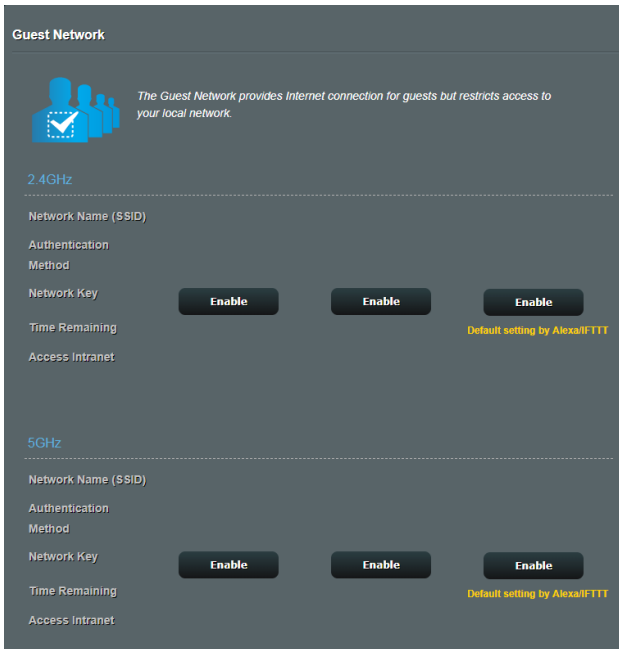 Guest Network
The Guest Network provides Internet connection for guests but restricts access to
your local network.
2.4GHz
Network Name (SSID)
Authentication
Method
Network Key
Enable Enable Enable
Time Remaining
Default setting by Alexa/IFTTT
Access Intranet
5GHz
Network Name (SSID)
Authentication
Method
Network Key
Enable Enable Enable
Time Remaining
Default setting by Alexa/IFTTT
Access Intranet